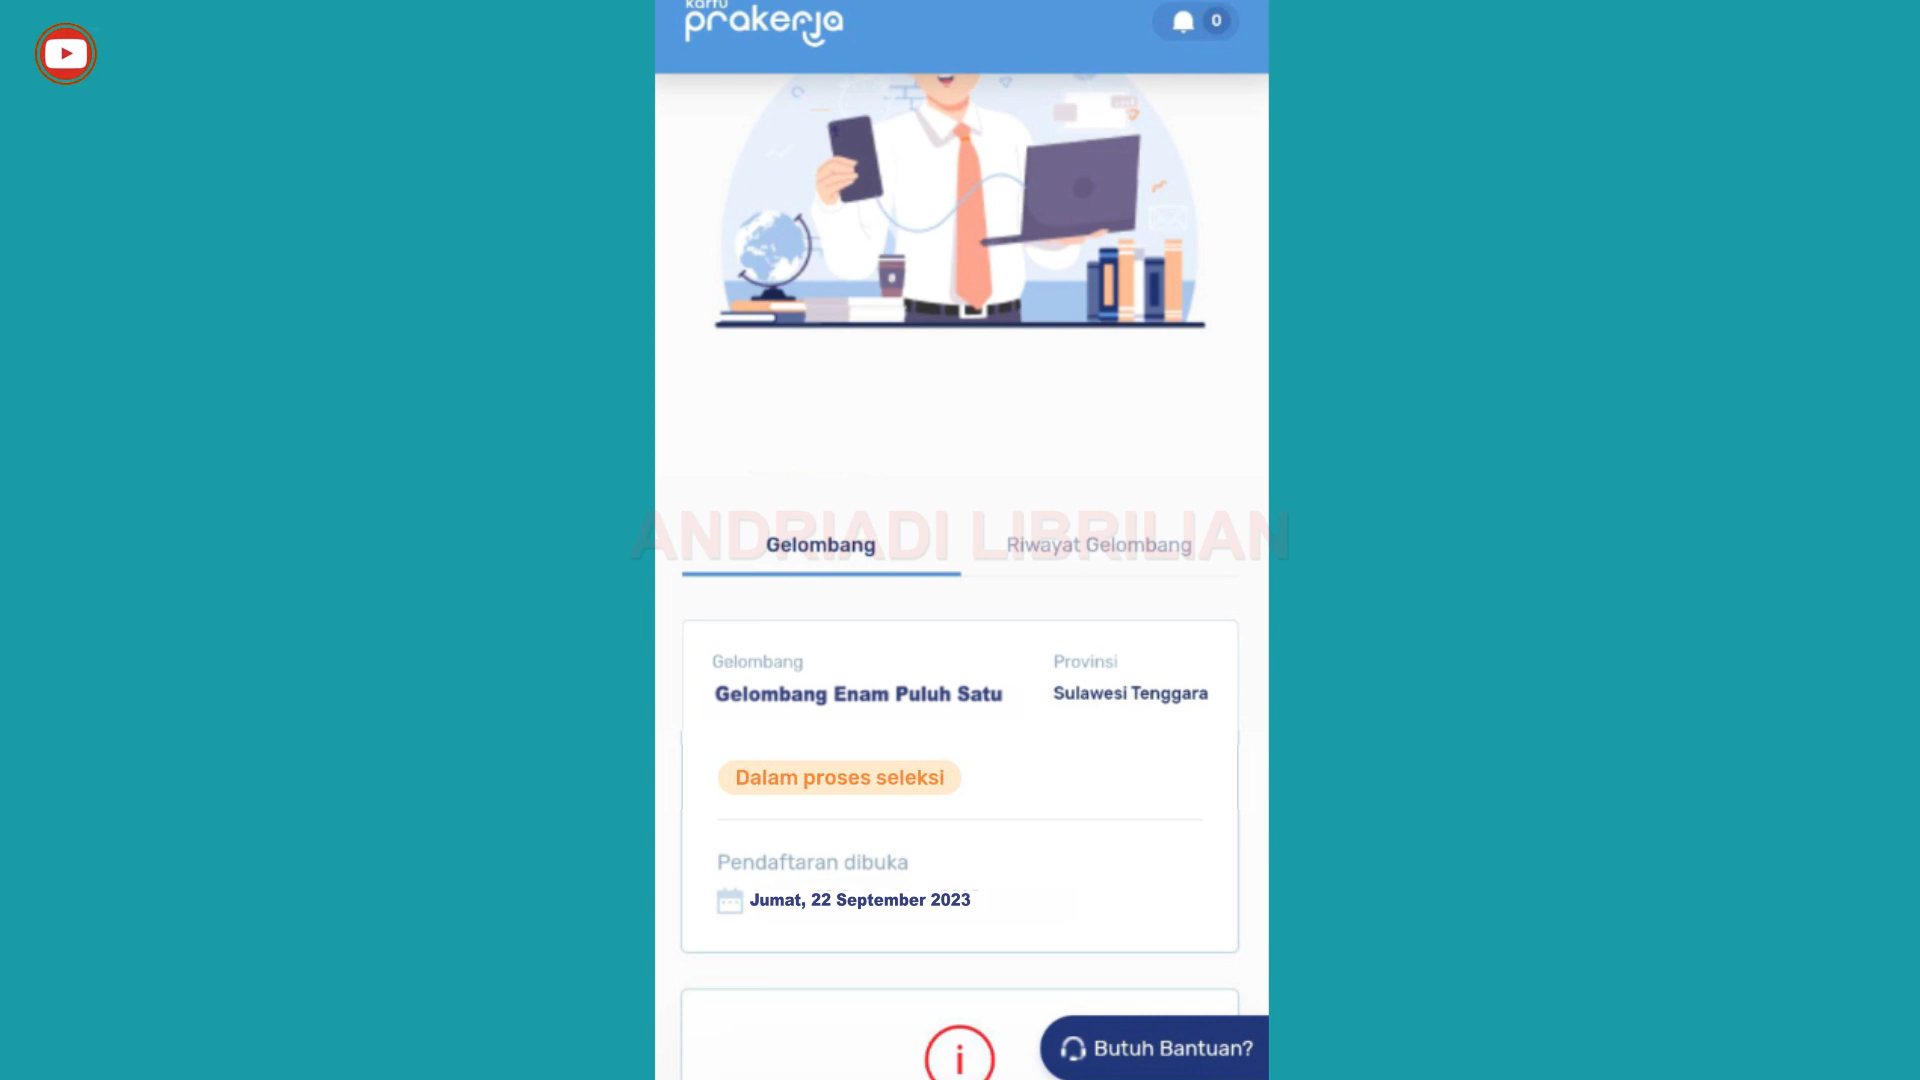 kartu
prakerja
0
ANDRIADI LIBRILIAN
Gelombang Riwayat Gelombang
Gelombang Provinsi
Gelombang Enam Puluh Satu Sulawesi Tenggara
Dalam proses seleksi
Pendaftaran dibuka
Jumat, 22 September 2023
i
Butuh Bantuan?